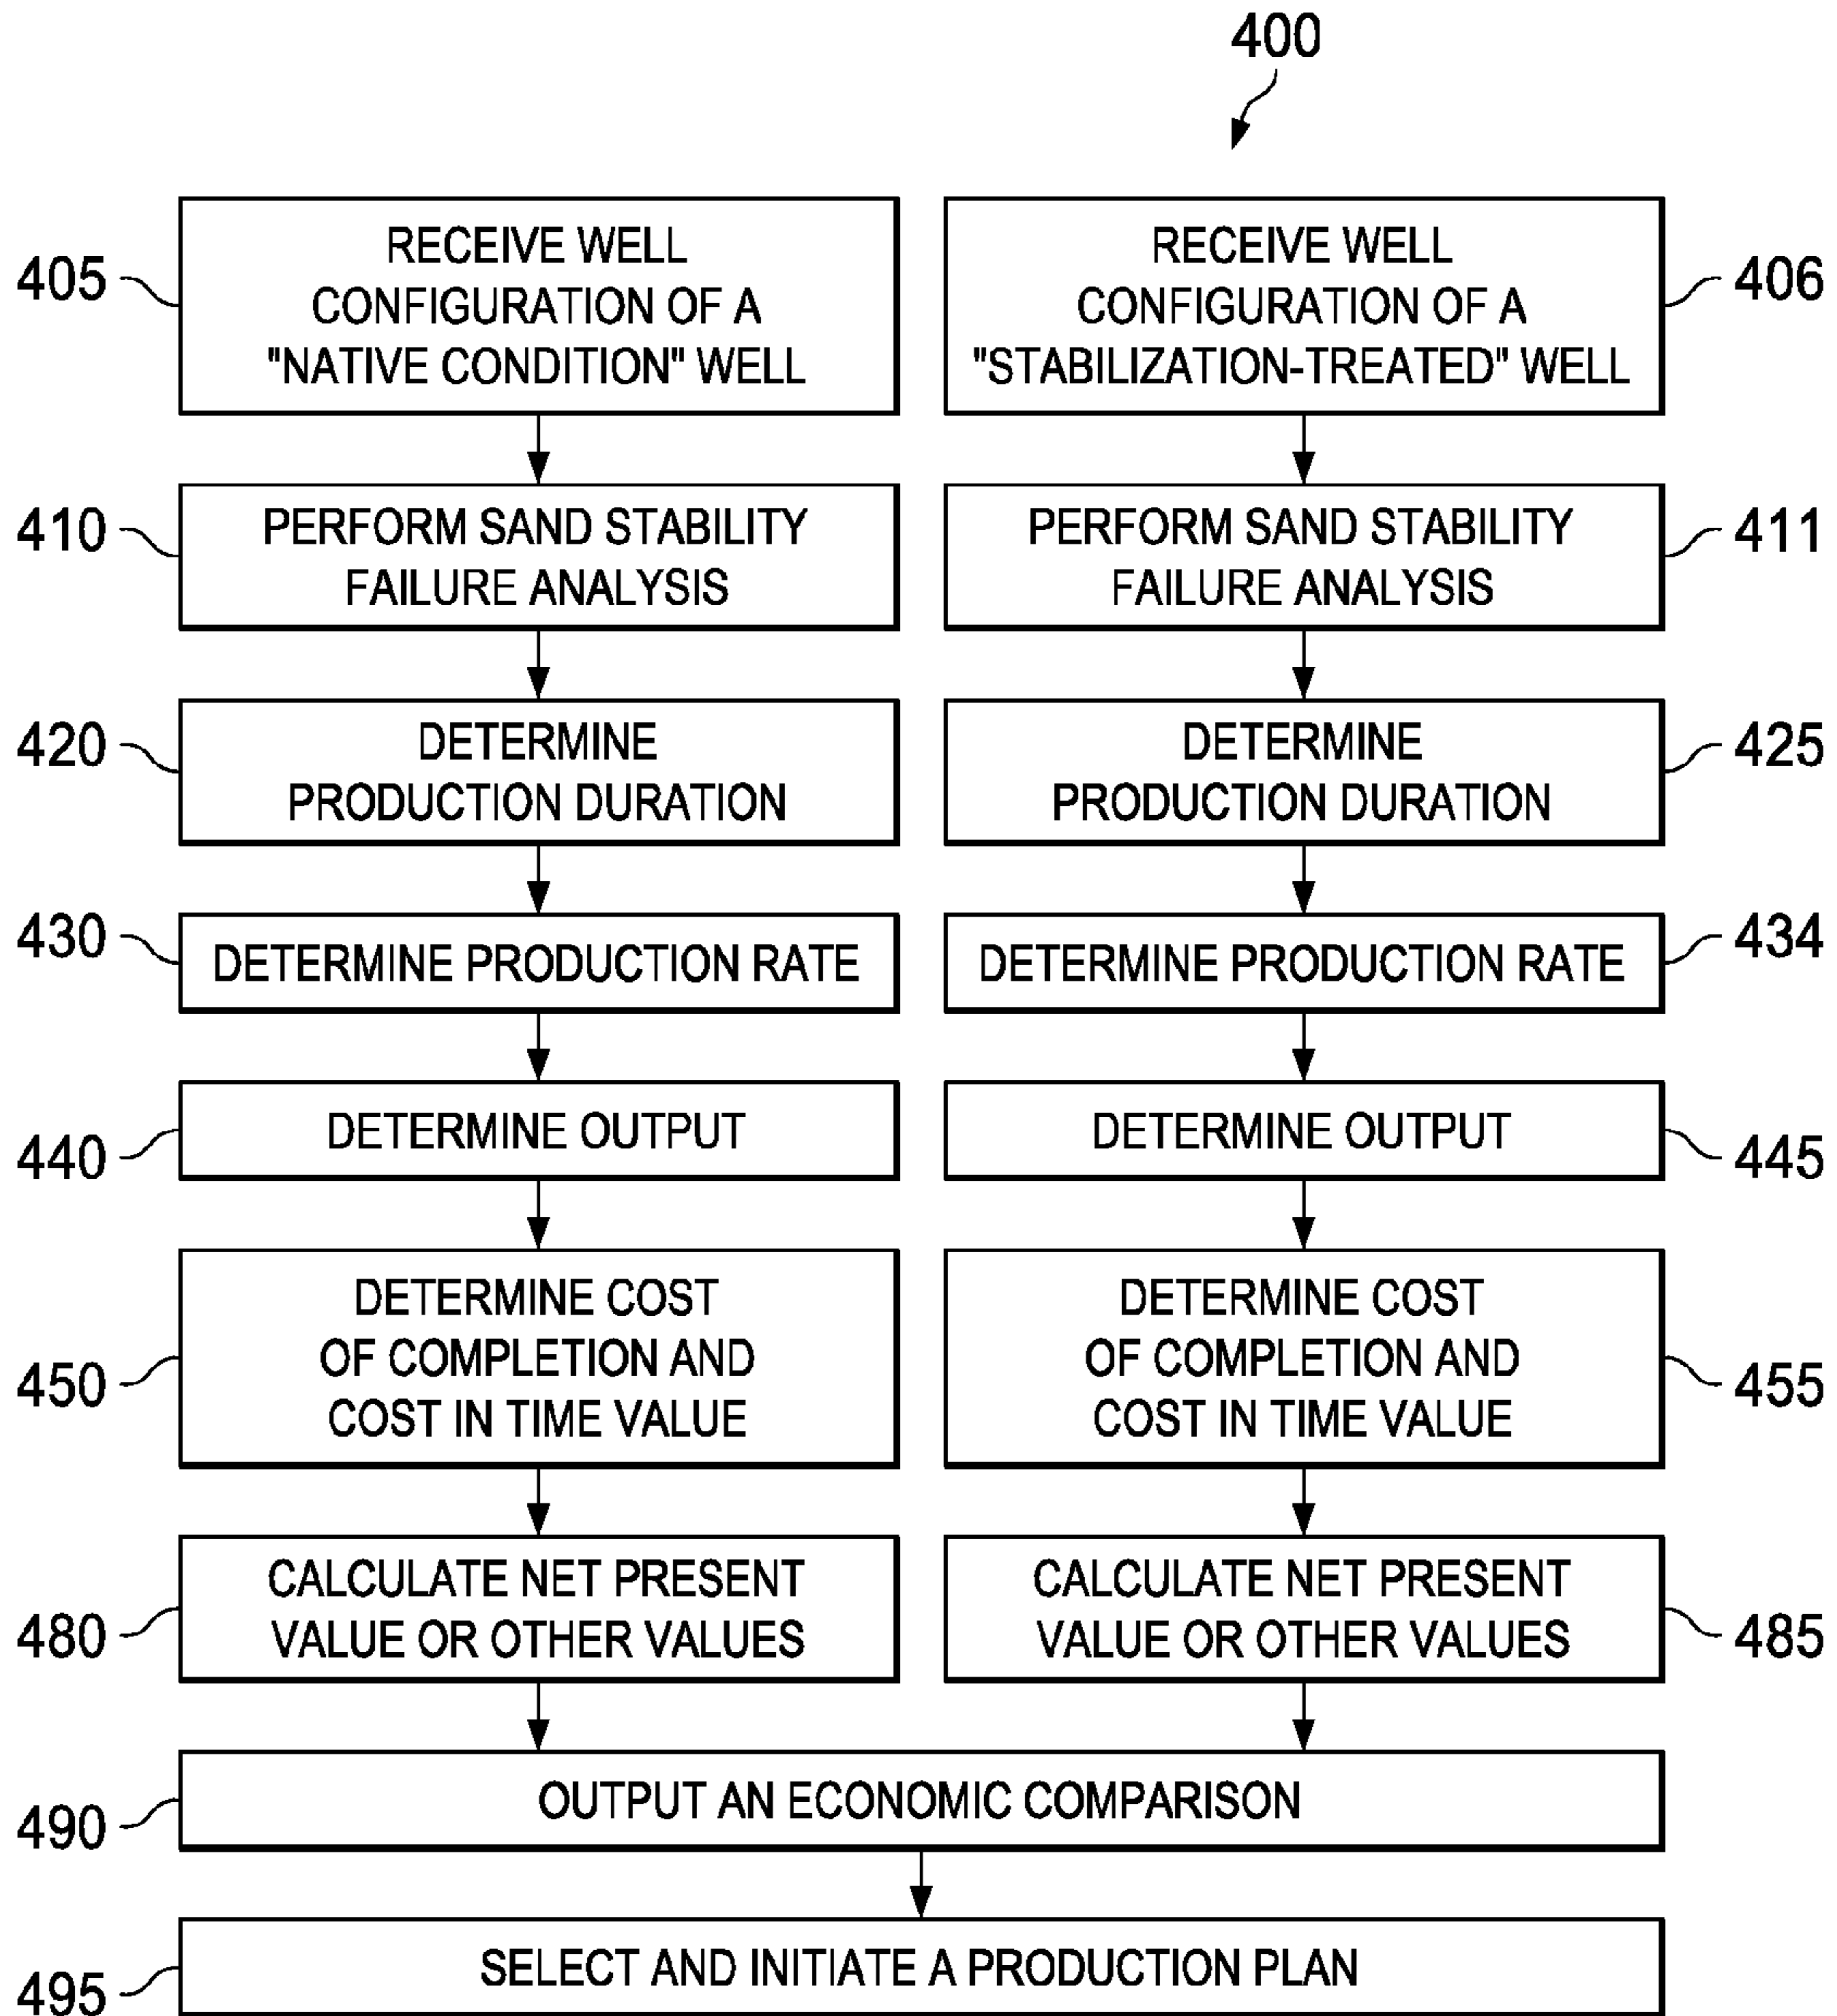 400
405
RECEIVE WELL
CONFIGURATION OF A
"NATIVE CONDITION" WELL
RECEIVE WELL
CONFIGURATION OF A
"STABILIZATION-TREATED" WELL
406
410
PERFORM SAND STABILITY
FAILURE ANALYSIS
PERFORM SAND STABILITY
FAILURE ANALYSIS
411
420
DETERMINE
PRODUCTION DURATION
DETERMINE
PRODUCTION DURATION
425
430
DETERMINE PRODUCTION RATE
DETERMINE PRODUCTION RATE
434
440
DETERMINE OUTPUT
DETERMINE OUTPUT
445
450
DETERMINE COST
OF COMPLETION AND
COST IN TIME VALUE
DETERMINE COST
OF COMPLETION AND
COST IN TIME VALUE
455
480
CALCULATE NET PRESENT
VALUE OR OTHER VALUES
CALCULATE NET PRESENT
VALUE OR OTHER VALUES
485
490
OUTPUT AN ECONOMIC COMPARISON
495
SELECT AND INITIATE A PRODUCTION PLAN